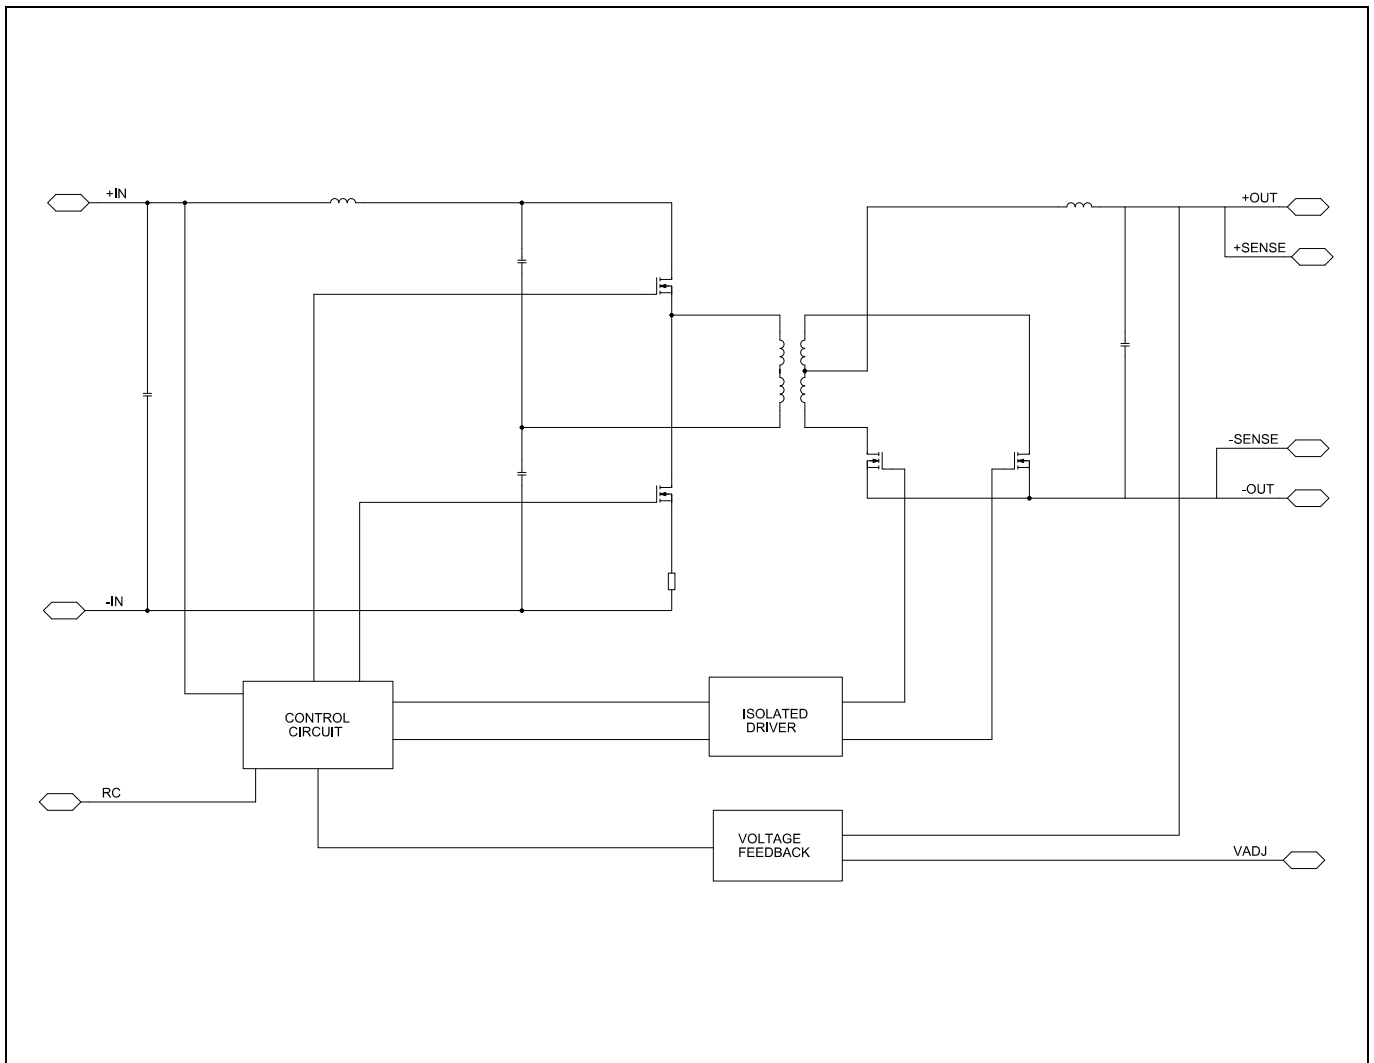 +IN
+OUT
+SENSE
-SENSE
-OUT
-IN
CONTROL
CIRCUIT
ISOLATED
DRIVER
RC
VOLTAGE
FEEDBACK
VADJ